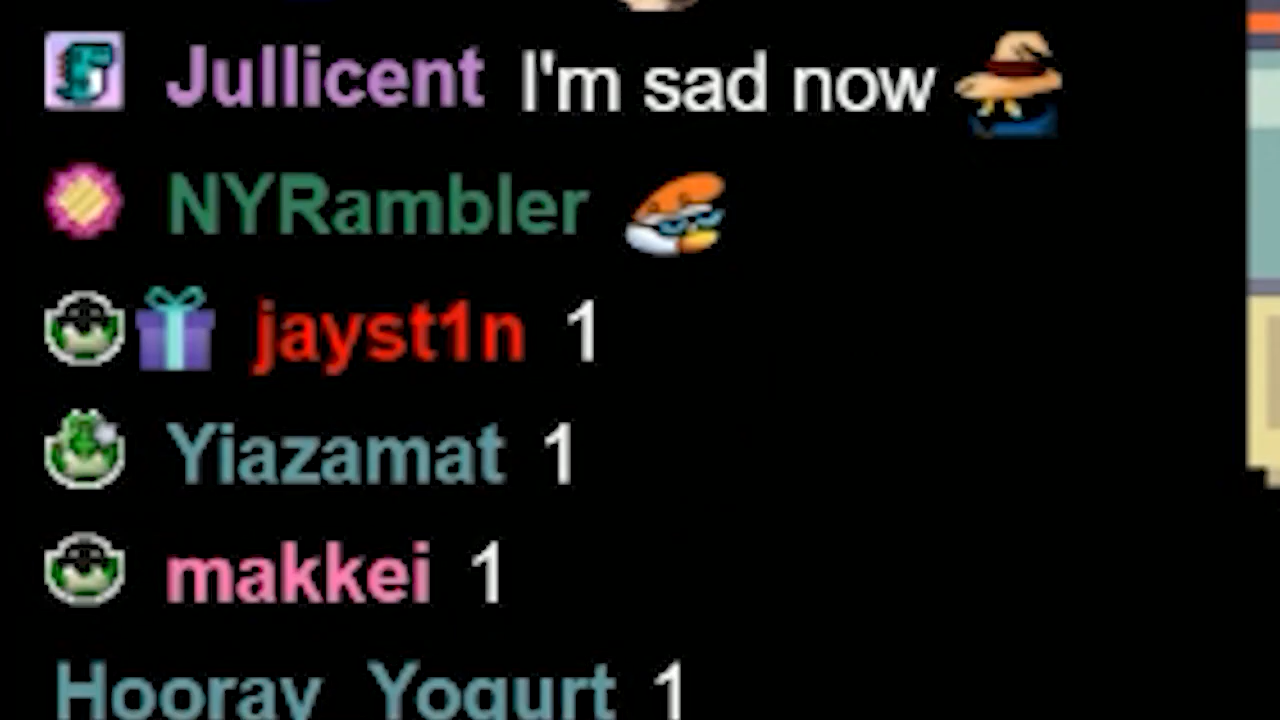 Jullicent I'm sad now
NYRambler
jayst1n 1
Yiazamat 1
makkei 1
Hooray_Yogurt 1